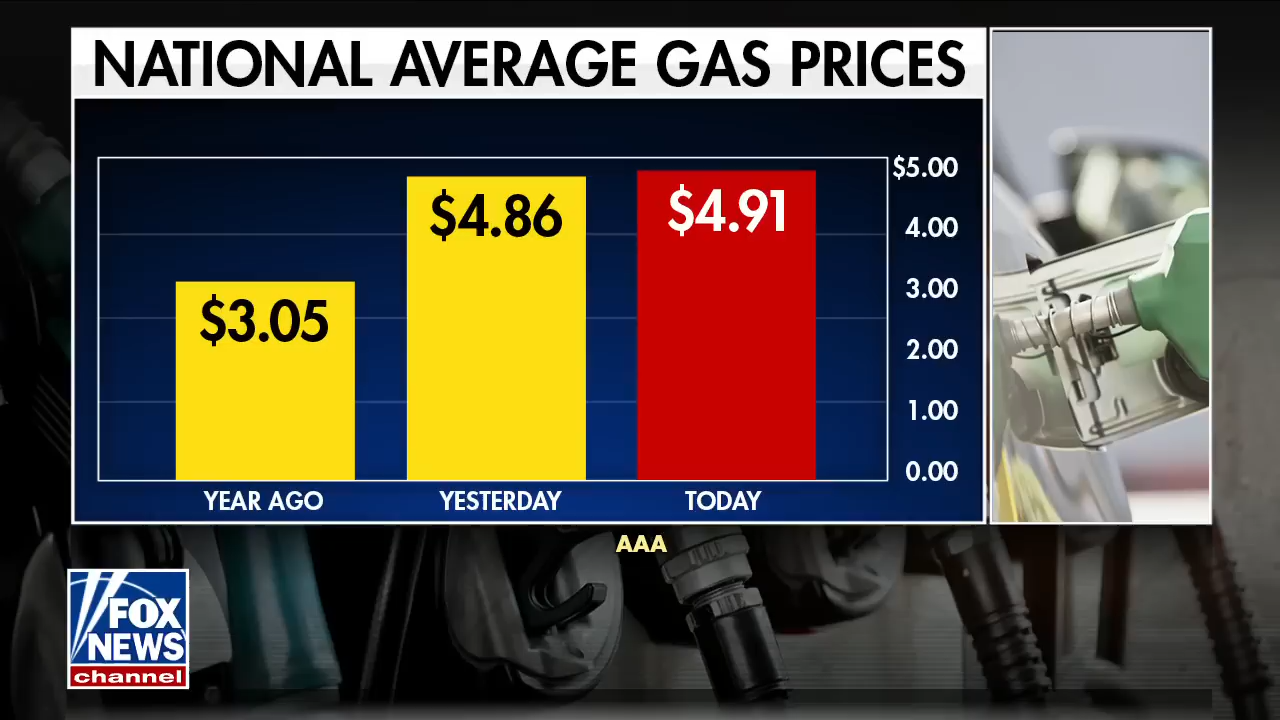 NATIONAL AVERAGE GAS PRICES
$3.05
$4.86
$4.91
$5.00
4.00
3.00
2.00
1.00
0.00
YEAR AGO
YESTERDAY
TODAY
AAA
FOX
NEWS
channel